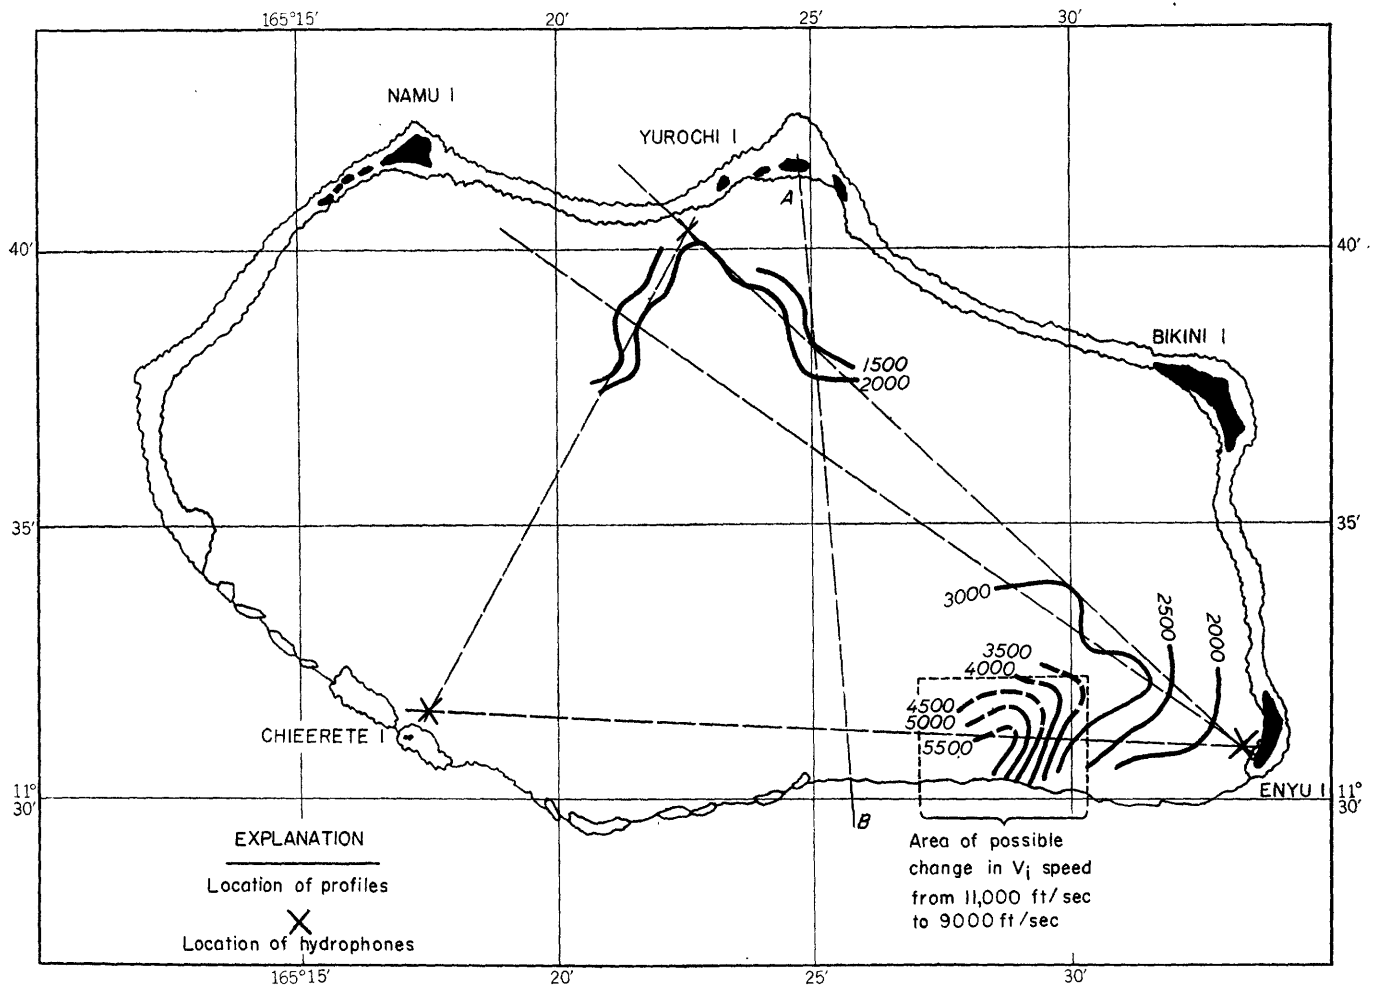 165°15′ 20′ 25′ 30′
NAMU I
YUROCHI I
A
40′ 40′
BIKINI I
1500
2000
35′ 35′
3000 2500 2000
3500
4000
4500
5000
5500
CHIEERETE I
ENYU I
11° 11°
30′ 30′
B
EXPLANATION
Location of profiles
Location of hydrophones
Area of possible
change in Vi speed
from 11,000 ft/sec
to 9000 ft/sec
165°15′ 20′ 25′ 30′